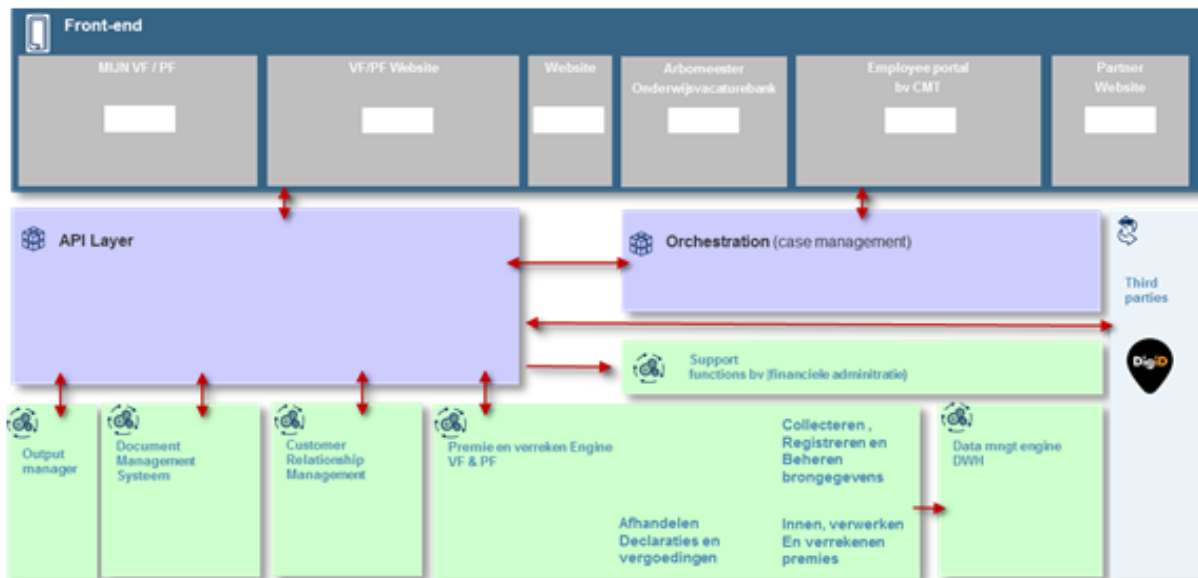 Front-end
MIJN VF / PF
VF/PF Website
Website
Arbomeester
Onderwijsvacaturebank
Employee portal
bv CMT
Partner
Website
API Layer
Orchestration (case management)
Third
parties
DigiD
Support
functions bv |financiele adminitratie)
Output
manager
Document
Management
Systeem
Customer
Relationship
Management
Premie en verreken Engine
VF & PF
Collecteren ,
Registreren en
Beheren
brongegevens
Afhandelen
Declaraties en
vergoedingen
Innen, verwerken
En verrekenen
premies
Data mngt engine
DWH